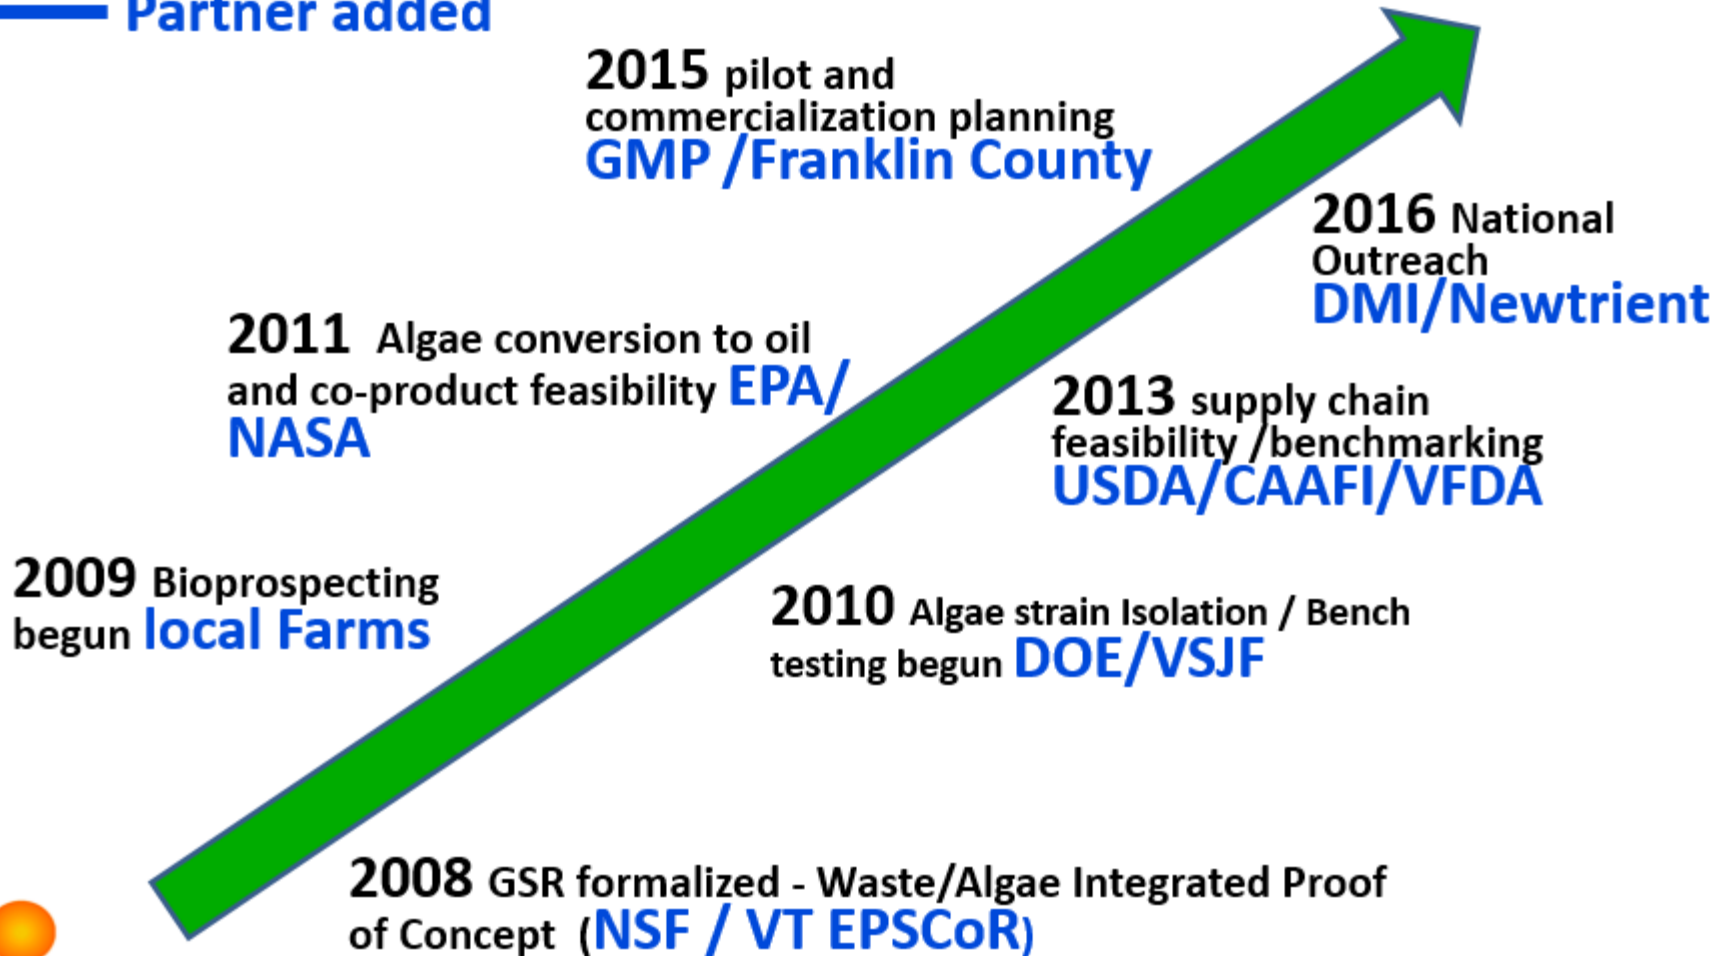 Partner added
2015 pilot and
commercialization planning
GMP /Franklin County
2016 National
Outreach
DMI/Newtrient
2011 Algae conversion to oil
and co-product feasibility EPA/
NASA
2013 supply chain
feasibility /benchmarking
USDA/CAAFI/VFDA
2009 Bioprospecting
begun local Farms
2010 Algae strain Isolation / Bench
testing begun DOE/VSJF
2008 GSR formalized - Waste/Algae Integrated Proof
of Concept (NSF / VT EPSCoR)